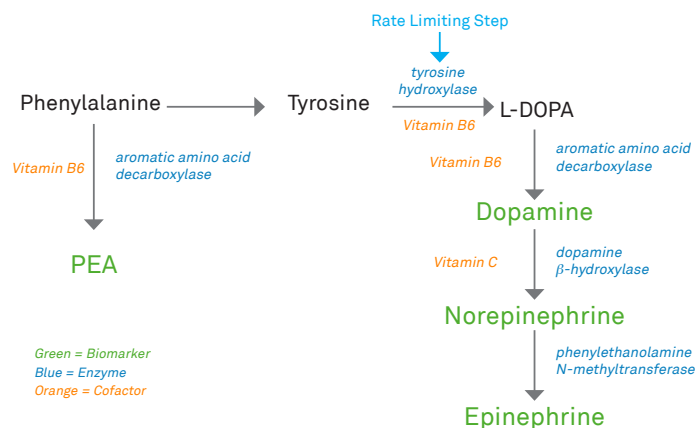 Rate Limiting Step
tyrosine
hydroxylase
Phenylalanine
Tyrosine
L-DOPA
Vitamin B6
Vitamin B6
aromatic amino acid
decarboxylase
Vitamin B6
aromatic amino acid
decarboxylase
Dopamine
PEA
Vitamin C
dopamine
β-hydroxylase
Norepinephrine
Green = Biomarker
Blue = Enzyme
Orange = Cofactor
phenylethanolamine
N-methyltransferase
Epinephrine